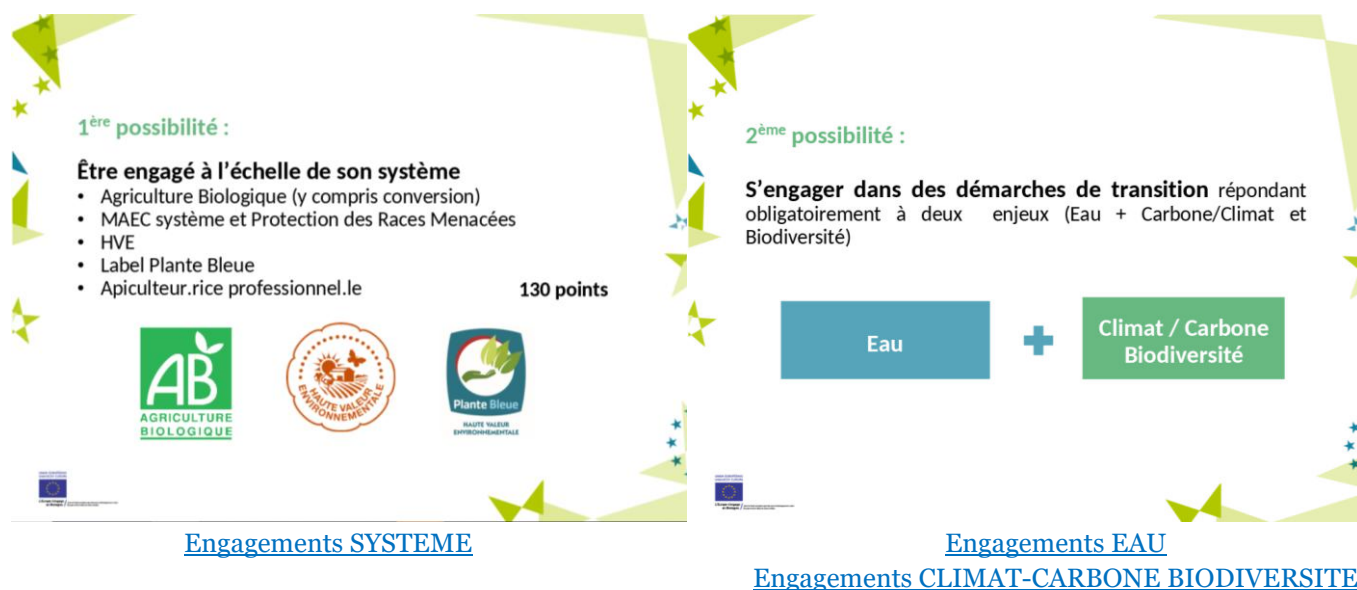 1ère possibilité :
Être engagé à l'échelle de son système
• Agriculture Biologique (y compris conversion)
• MAEC système et Protection des Races Menacées
• HVE
• Label Plante Bleue
• Apiculteur.rice professionnel.le 130 points
AB
AGRICULTURE
BIOLOGIQUE
HAUTE VALEUR
ENVIRONNEMENTALE
Plante Bleue
HAUTE VALEUR
ENVIRONNEMENTALE
Engagements SYSTEME
2ème possibilité :
S'engager dans des démarches de transition répondant
obligatoirement à deux enjeux (Eau + Carbone/Climat et
Biodiversité)
Eau
Climat / Carbone
Biodiversité
Engagements EAU
Engagements CLIMAT-CARBONE BIODIVERSITE